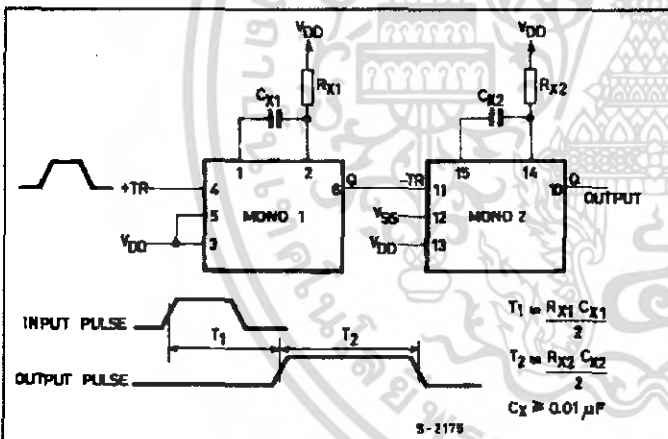 VDD
VDD
RX1
RX2
CX1
CX2
1
2
15
14
+TR
4
6
Q
-TR
11
10
Q
OUTPUT
5
MONO 1
VSS
12
MONO 2
VDD
3
VDD
13
INPUT PULSE
T1
T2
OUTPUT PULSE
T1 = RX1 CX1
2
T2 = RX2 CX2
2
CX ≥ 0.01 μF
S-2175